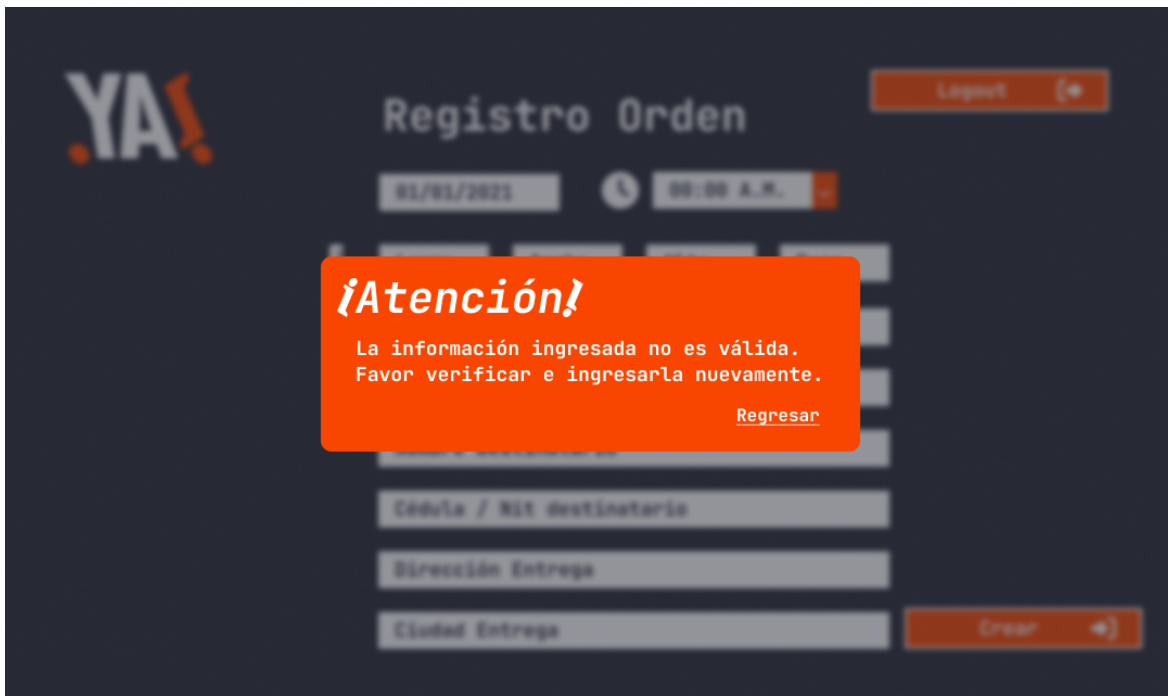 .YA!
Logout
Registro Orden
01/01/2021
00:00 A.M.
¡Atención!
La información ingresada no es válida.
Favor verificar e ingresarla nuevamente.
Regresar
Cédula / Nit destinatario
Dirección Entrega
Ciudad Entrega
Crear